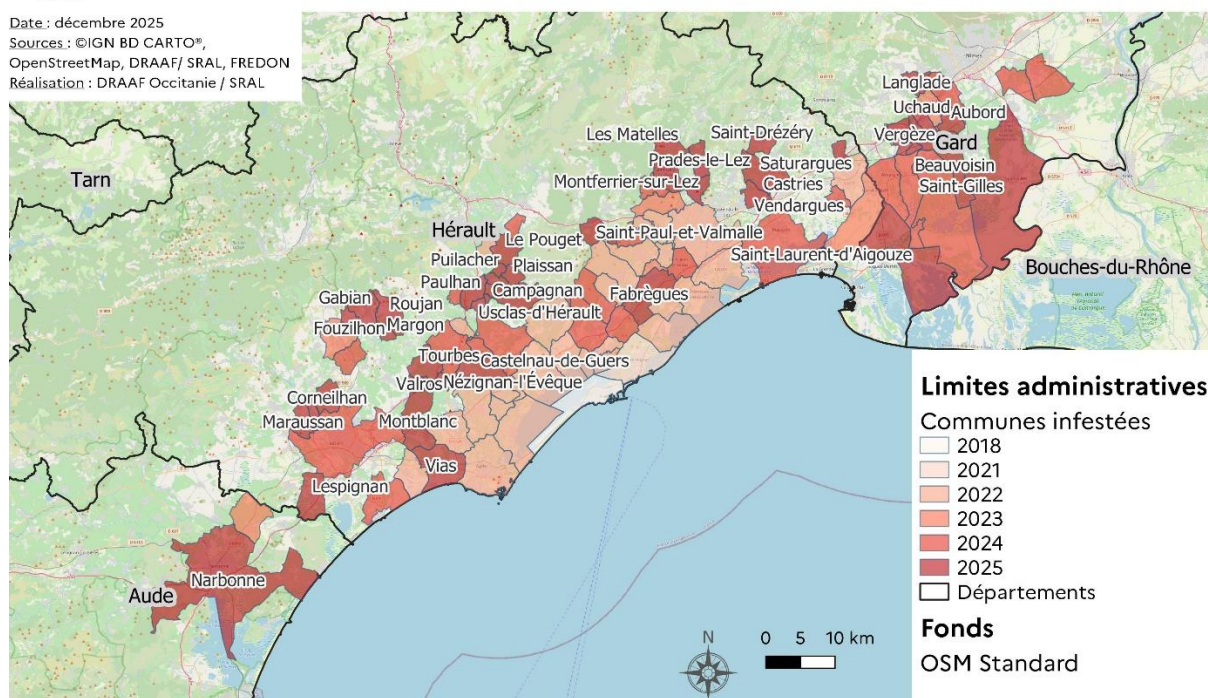 Date : décembre 2025
Sources : ©IGN BD CARTO®,
OpenStreetMap, DRAAF/ SRAL, FREDON
Réalisation : DRAAF Occitanie / SRAL
Langlade
Uchaud
Aubord
Vergèze
Gard
Beauvoisin
Saint-Gilles
Les Matelles
Saint-Drézéry
Prades-le-Lez
Saturargues
Montferrier-sur-Lez
Castries
Vendargues
Tarn
Hérault
Le Pouget
Saint-Paul-et-Valmalle
Saint-Laurent-d'Aigouze
Bouches-du-Rhône
Puilacher
Plaissan
Paulhan
Campagnan
Fabrègues
Gabian
Roujan
Usclas-d'Hérault
Fouzilhon
Margon
Tourbes
Castelnau-de-Guers
Valros
Nézignan-l'Évêque
Corneilhan
Maraussan
Montblanc
Vias
Lespignan
Narbonne
Aude
N
0 5 10 km
Limites administratives
Communes infestées
2018
2021
2022
2023
2024
2025
Départements
Fonds
OSM Standard